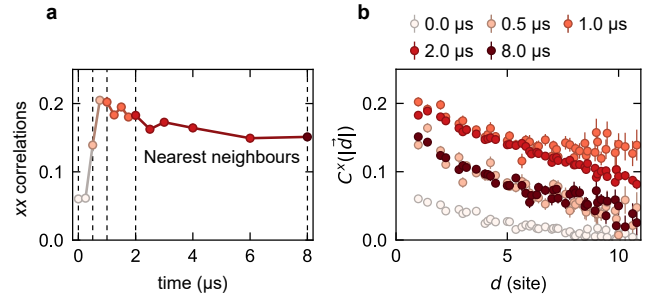 a
xx correlations
0.2
0.1
0.0
Nearest neighbours
0
2
4
6
8
time (μs)
b
0.0 μs
0.5 μs
1.0 μs
2.0 μs
8.0 μs
Cˣ(|d⃗|)
0.2
0.1
0.0
0
5
10
d (site)